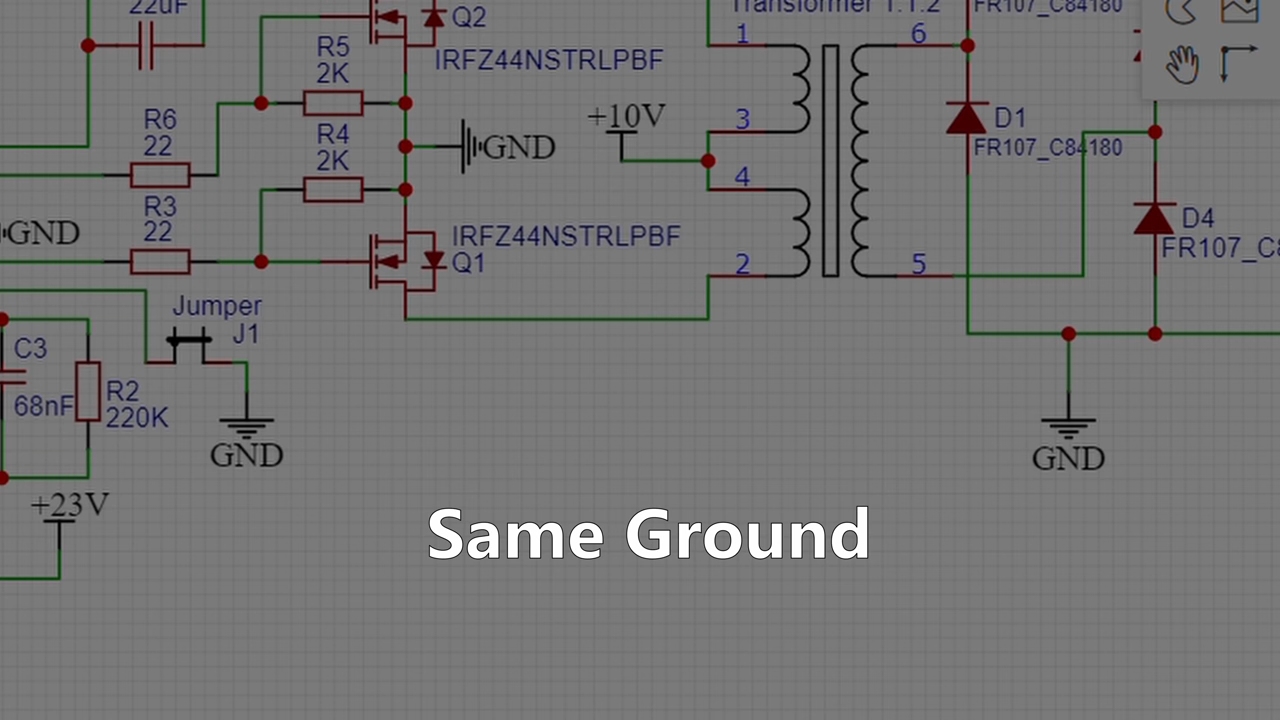 22uF
Q2
IRFZ44NSTRLPBF
R5
2K
R6
22
R4
2K
GND
+10V
Transformer 1.1.2
1
6
3
4
2
5
FR107_C84180
D1
FR107_C84180
D4
FR107_C8
GND
R3
22
IRFZ44NSTRLPBF
Q1
Jumper
J1
C3
68nF
R2
220K
GND
GND
+23V
Same Ground